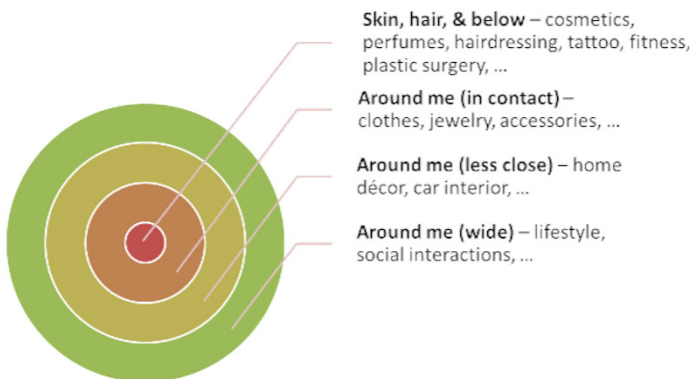 Skin, hair, & below – cosmetics,
perfumes, hairdressing, tattoo, fitness,
plastic surgery, ...
Around me (in contact) –
clothes, jewelry, accessories, ...
Around me (less close) – home
décor, car interior, ...
Around me (wide) – lifestyle,
social interactions, ...